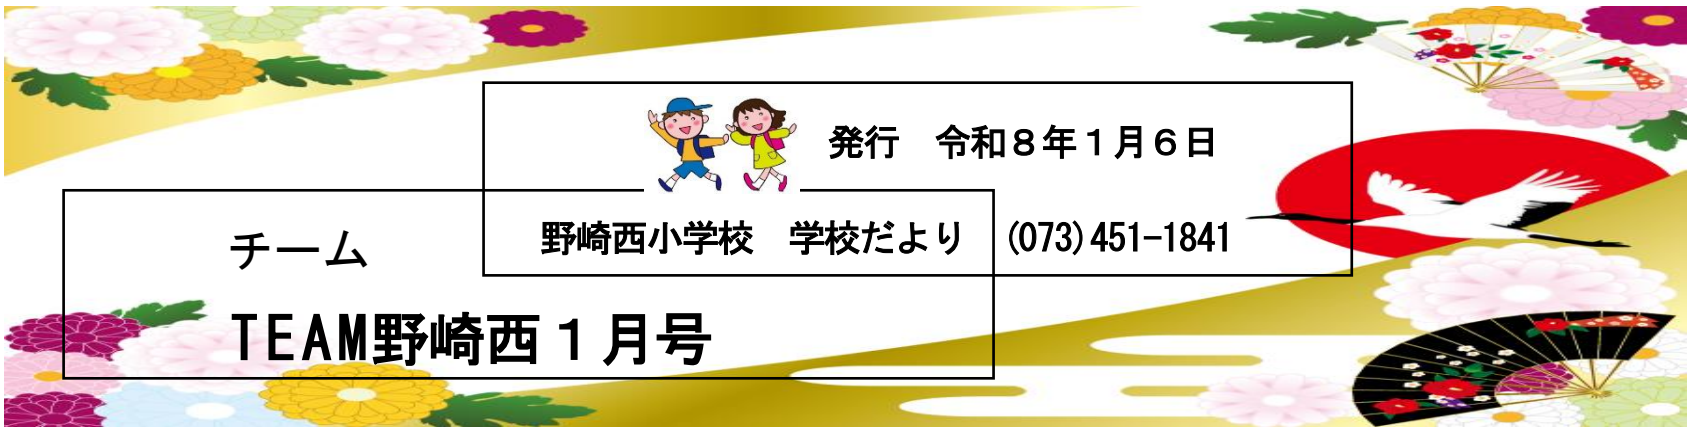 発行　令和８年１月６日
野崎西小学校　学校だより　(073)451-1841
チーム
TEAM野崎西１月号